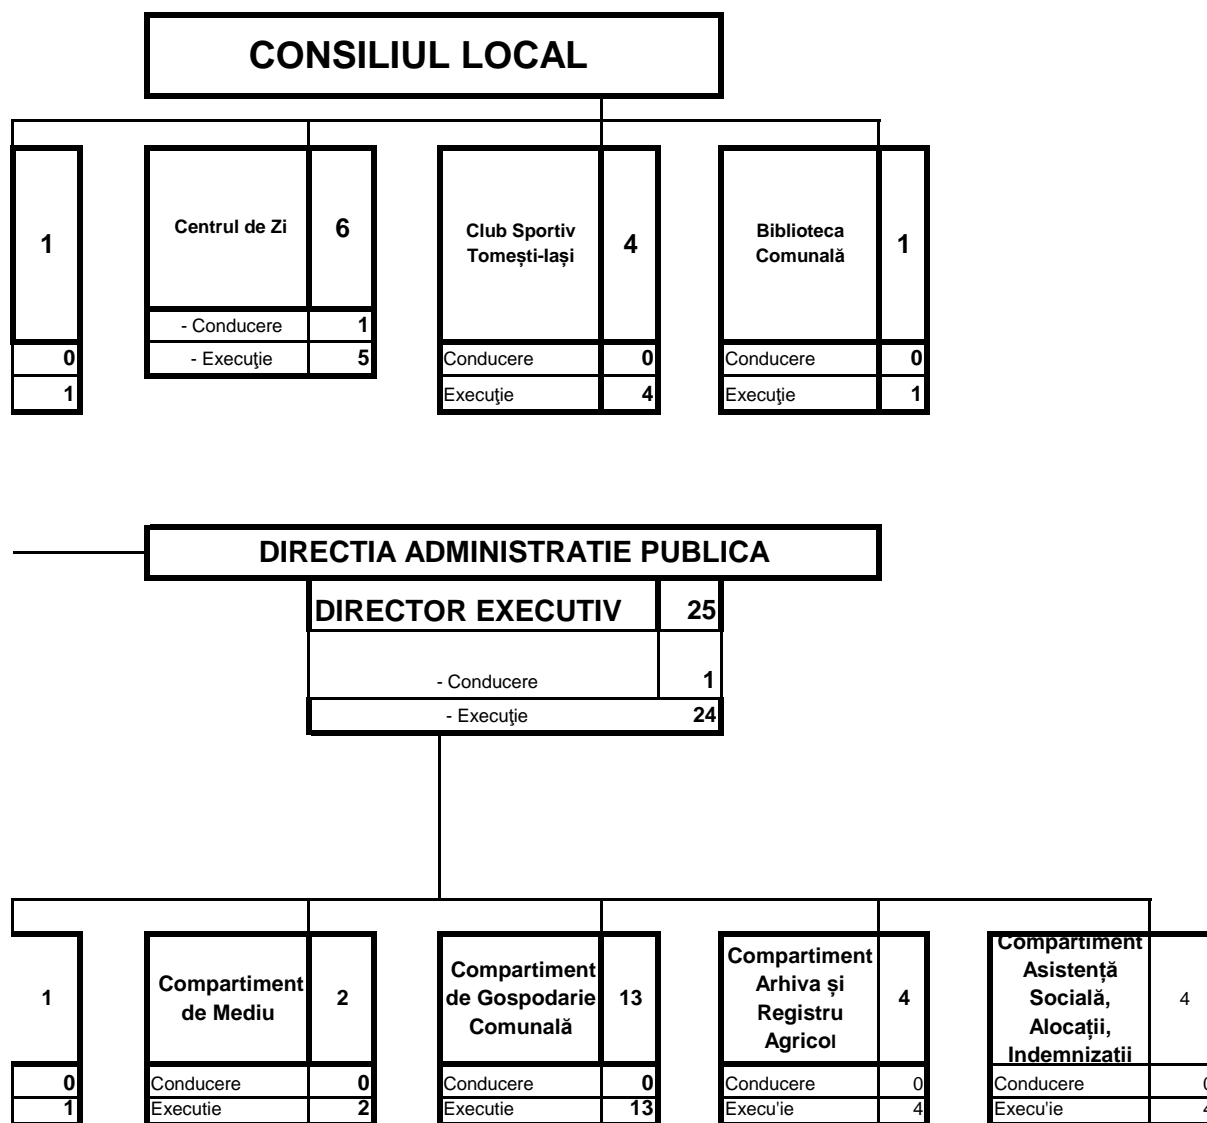 CONSILIUL LOCAL
1
Centrul de Zi 6
Club Sportiv
Tomești-Iași
4
Biblioteca
Comunală
1
- Conducere 1
0
- Execuţie 5
Conducere 0
Conducere 0
1
Execuţie 4
Execuţie 1
DIRECTIA ADMINISTRATIE PUBLICA
DIRECTOR EXECUTIV 25
- Conducere 1
- Execuţie 24
1
Compartiment
de Mediu
2
Compartiment
de Gospodarie
Comunală
13
Compartiment
Arhiva și
Registru
Agricol
4
Compartiment
Asistență
Socială,
Alocații,
Indemnizatii
4
0
Conducere 0
Conducere 0
Conducere 0
Conducere 0
1
Executie 2
Executie 13
Execu'ie 4
Execu'ie 4